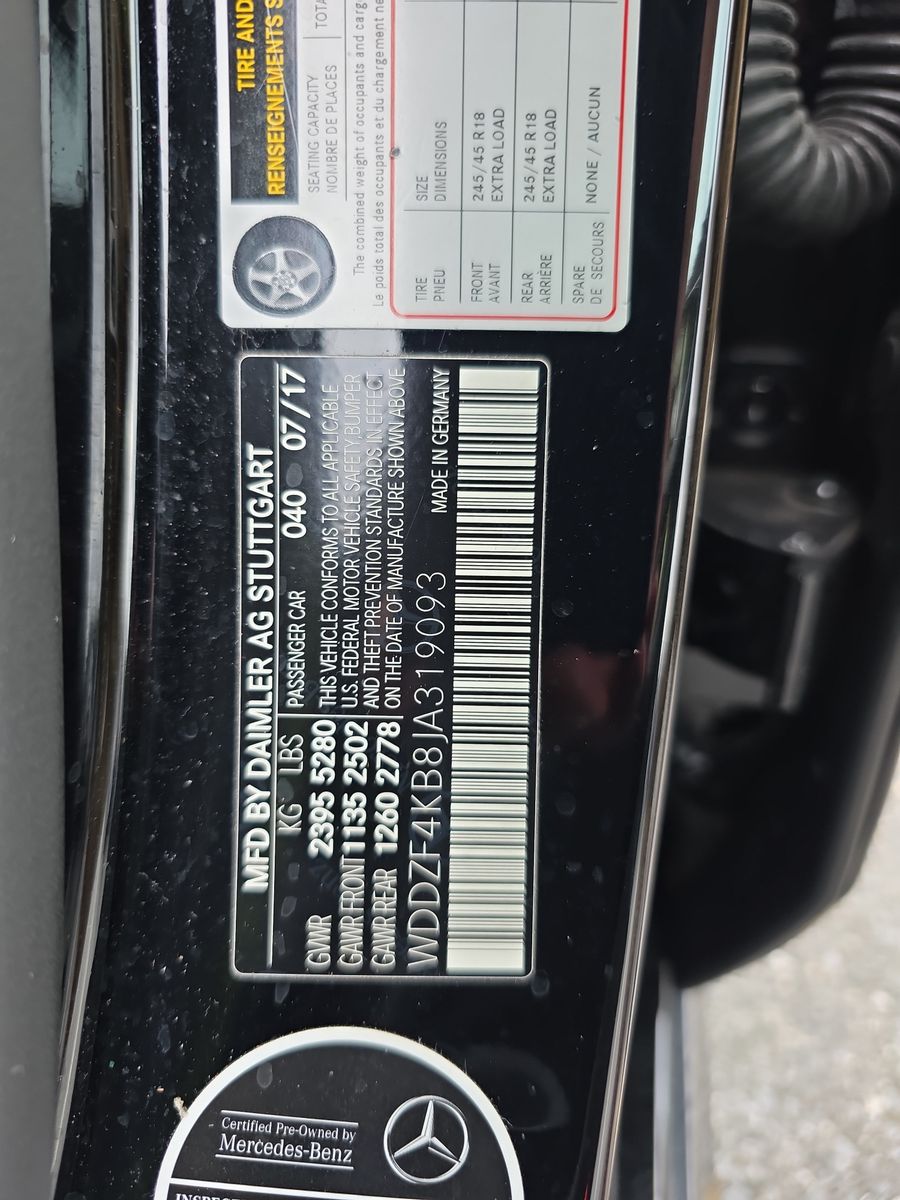 MFD BY DAIMLER AG STUTTGART
KG LBS PASSENGER CAR 040 07/17
GVWR 2395 5280 THIS VEHICLE CONFORMS TO ALL APPLICABLE
GAWR FRONT 1135 2502 U.S. FEDERAL MOTOR VEHICLE SAFETY, BUMPER
GAWR REAR 1260 2778 AND THEFT PREVENTION STANDARDS IN EFFECT
ON THE DATE OF MANUFACTURE SHOWN ABOVE
WDDZF4KB8JA319093 MADE IN GERMANY
TIRE AND
RENSEIGNEMENTS
SEATING CAPACITY
NOMBRE DE PLACES
The combined weight of occupants and
Le poids total des occupants et du chargement
TIRE SIZE
PNEU DIMENSIONS
FRONT 245/45 R18
AVANT EXTRA LOAD
REAR 245/45 R18
ARRIÈRE EXTRA LOAD
SPARE NONE / AUCUN
DE SECOURS
Certified Pre-Owned by
Mercedes-Benz